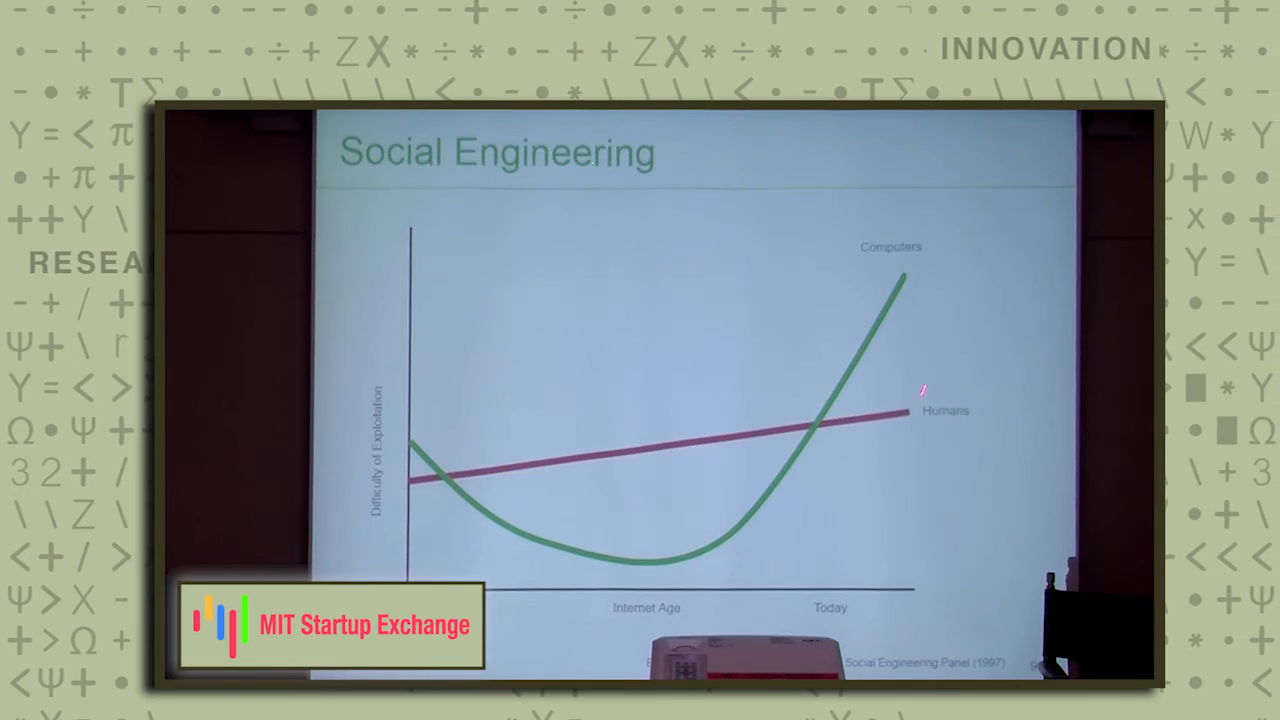 INNOVATION
RESEA
Social Engineering
Computers
Humans
Difficulty of Exploitation
Internet Age
Today
Social Engineering Panel (1997)
MIT Startup Exchange